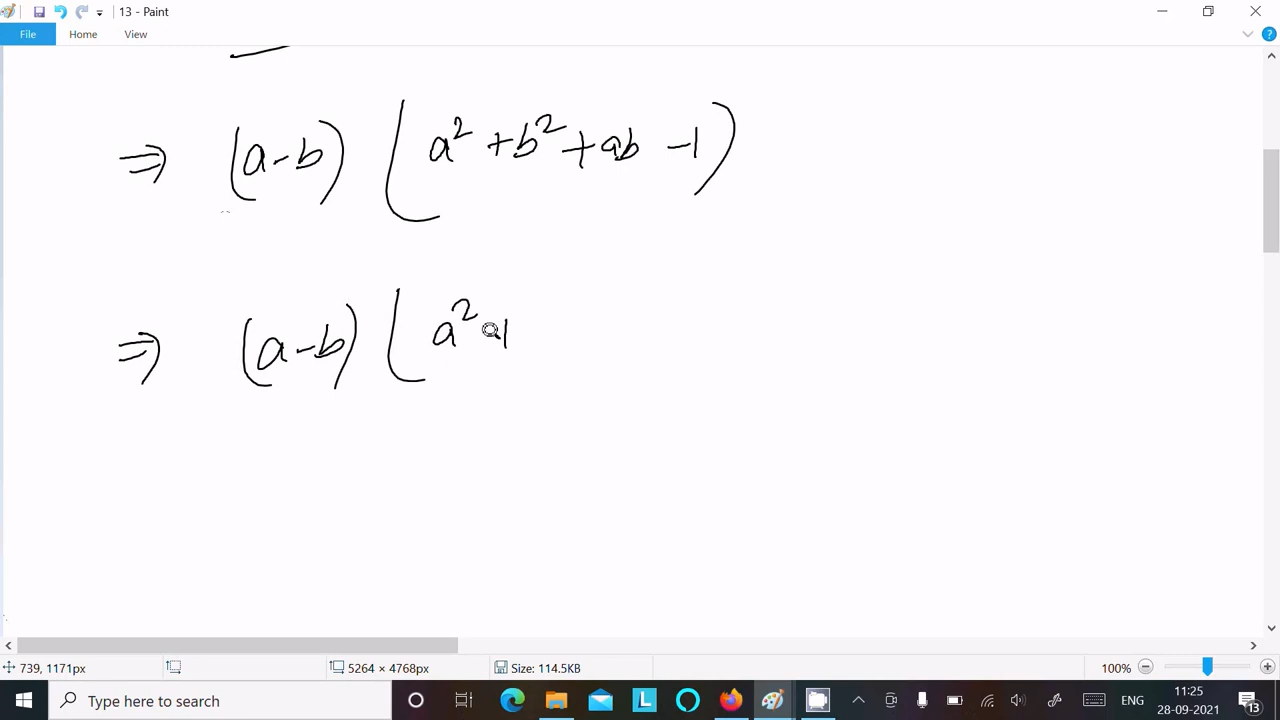 13 - Paint
File Home View
⇒ (a-b) (a² +b² +ab -1)
⇒ (a-b) (a²
739, 1171px 5264 × 4768px Size: 114.5KB 100%
Type here to search ENG 11:25
28-09-2021 13